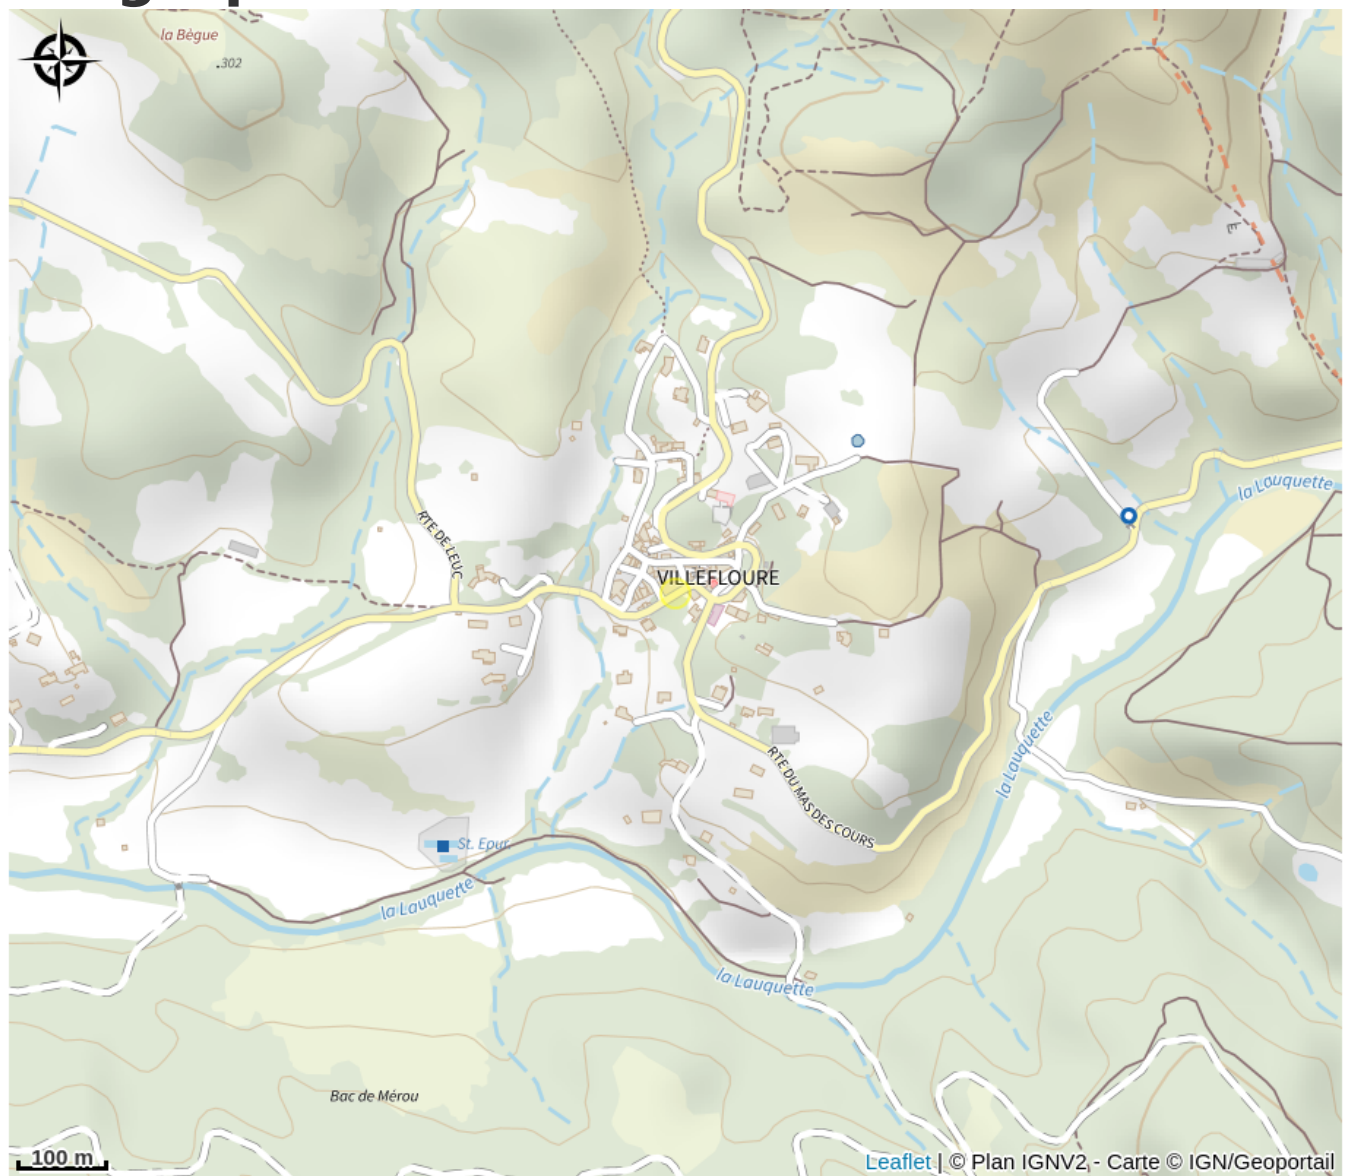 la Bègue
.302
E
la Louquette
RTE DE LEUC
VILLEFLOURE
la Lauquette
RTE DU MAS DES COURS
St. Epur.
la Lauquette
la Lauquette
Bac de Mérou
100 m
Leaflet | © Plan IGNV2 - Carte © IGN/Geoportail